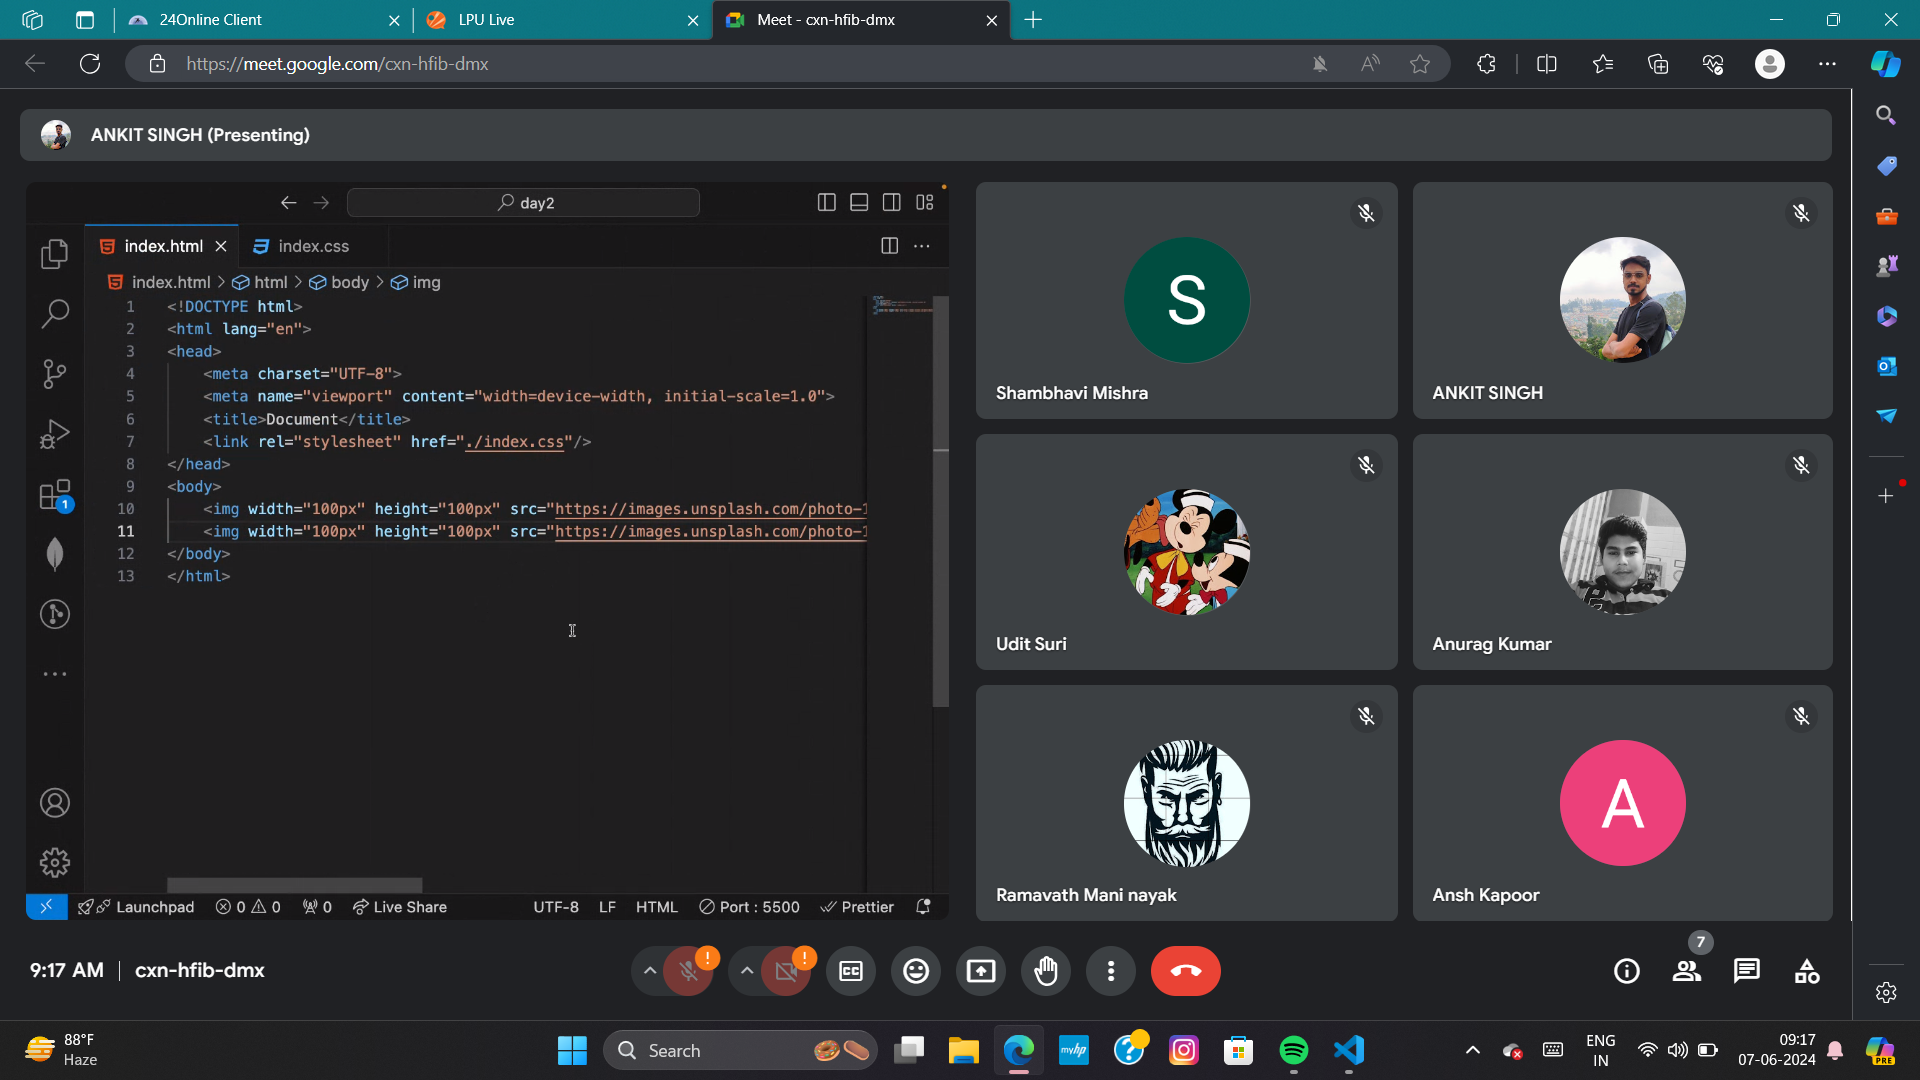 24Online Client
LPU Live
Meet - cxn-hfib-dmx
https://meet.google.com/cxn-hfib-dmx
ANKIT SINGH (Presenting)
day2
index.html
index.css
index.html > html > body > img
1 <!DOCTYPE html>
2 <html lang="en">
3 <head>
4 <meta charset="UTF-8">
5 <meta name="viewport" content="width=device-width, initial-scale=1.0">
6 <title>Document</title>
7 <link rel="stylesheet" href="./index.css"/>
8 </head>
9 <body>
10 <img width="100px" height="100px" src="https://images.unsplash.com/photo-1
11 <img width="100px" height="100px" src="https://images.unsplash.com/photo-1
12 </body>
13 </html>
1
Launchpad 0 0 0 Live Share UTF-8 LF HTML Port : 5500 Prettier
S
Shambhavi Mishra
ANKIT SINGH
Udit Suri
Anurag Kumar
Ramavath Mani nayak
A
Ansh Kapoor
9:17 AM | cxn-hfib-dmx
!
!
CC
7
88°F
Haze
Search
myhp
ENG
IN
09:17
07-06-2024
PRE